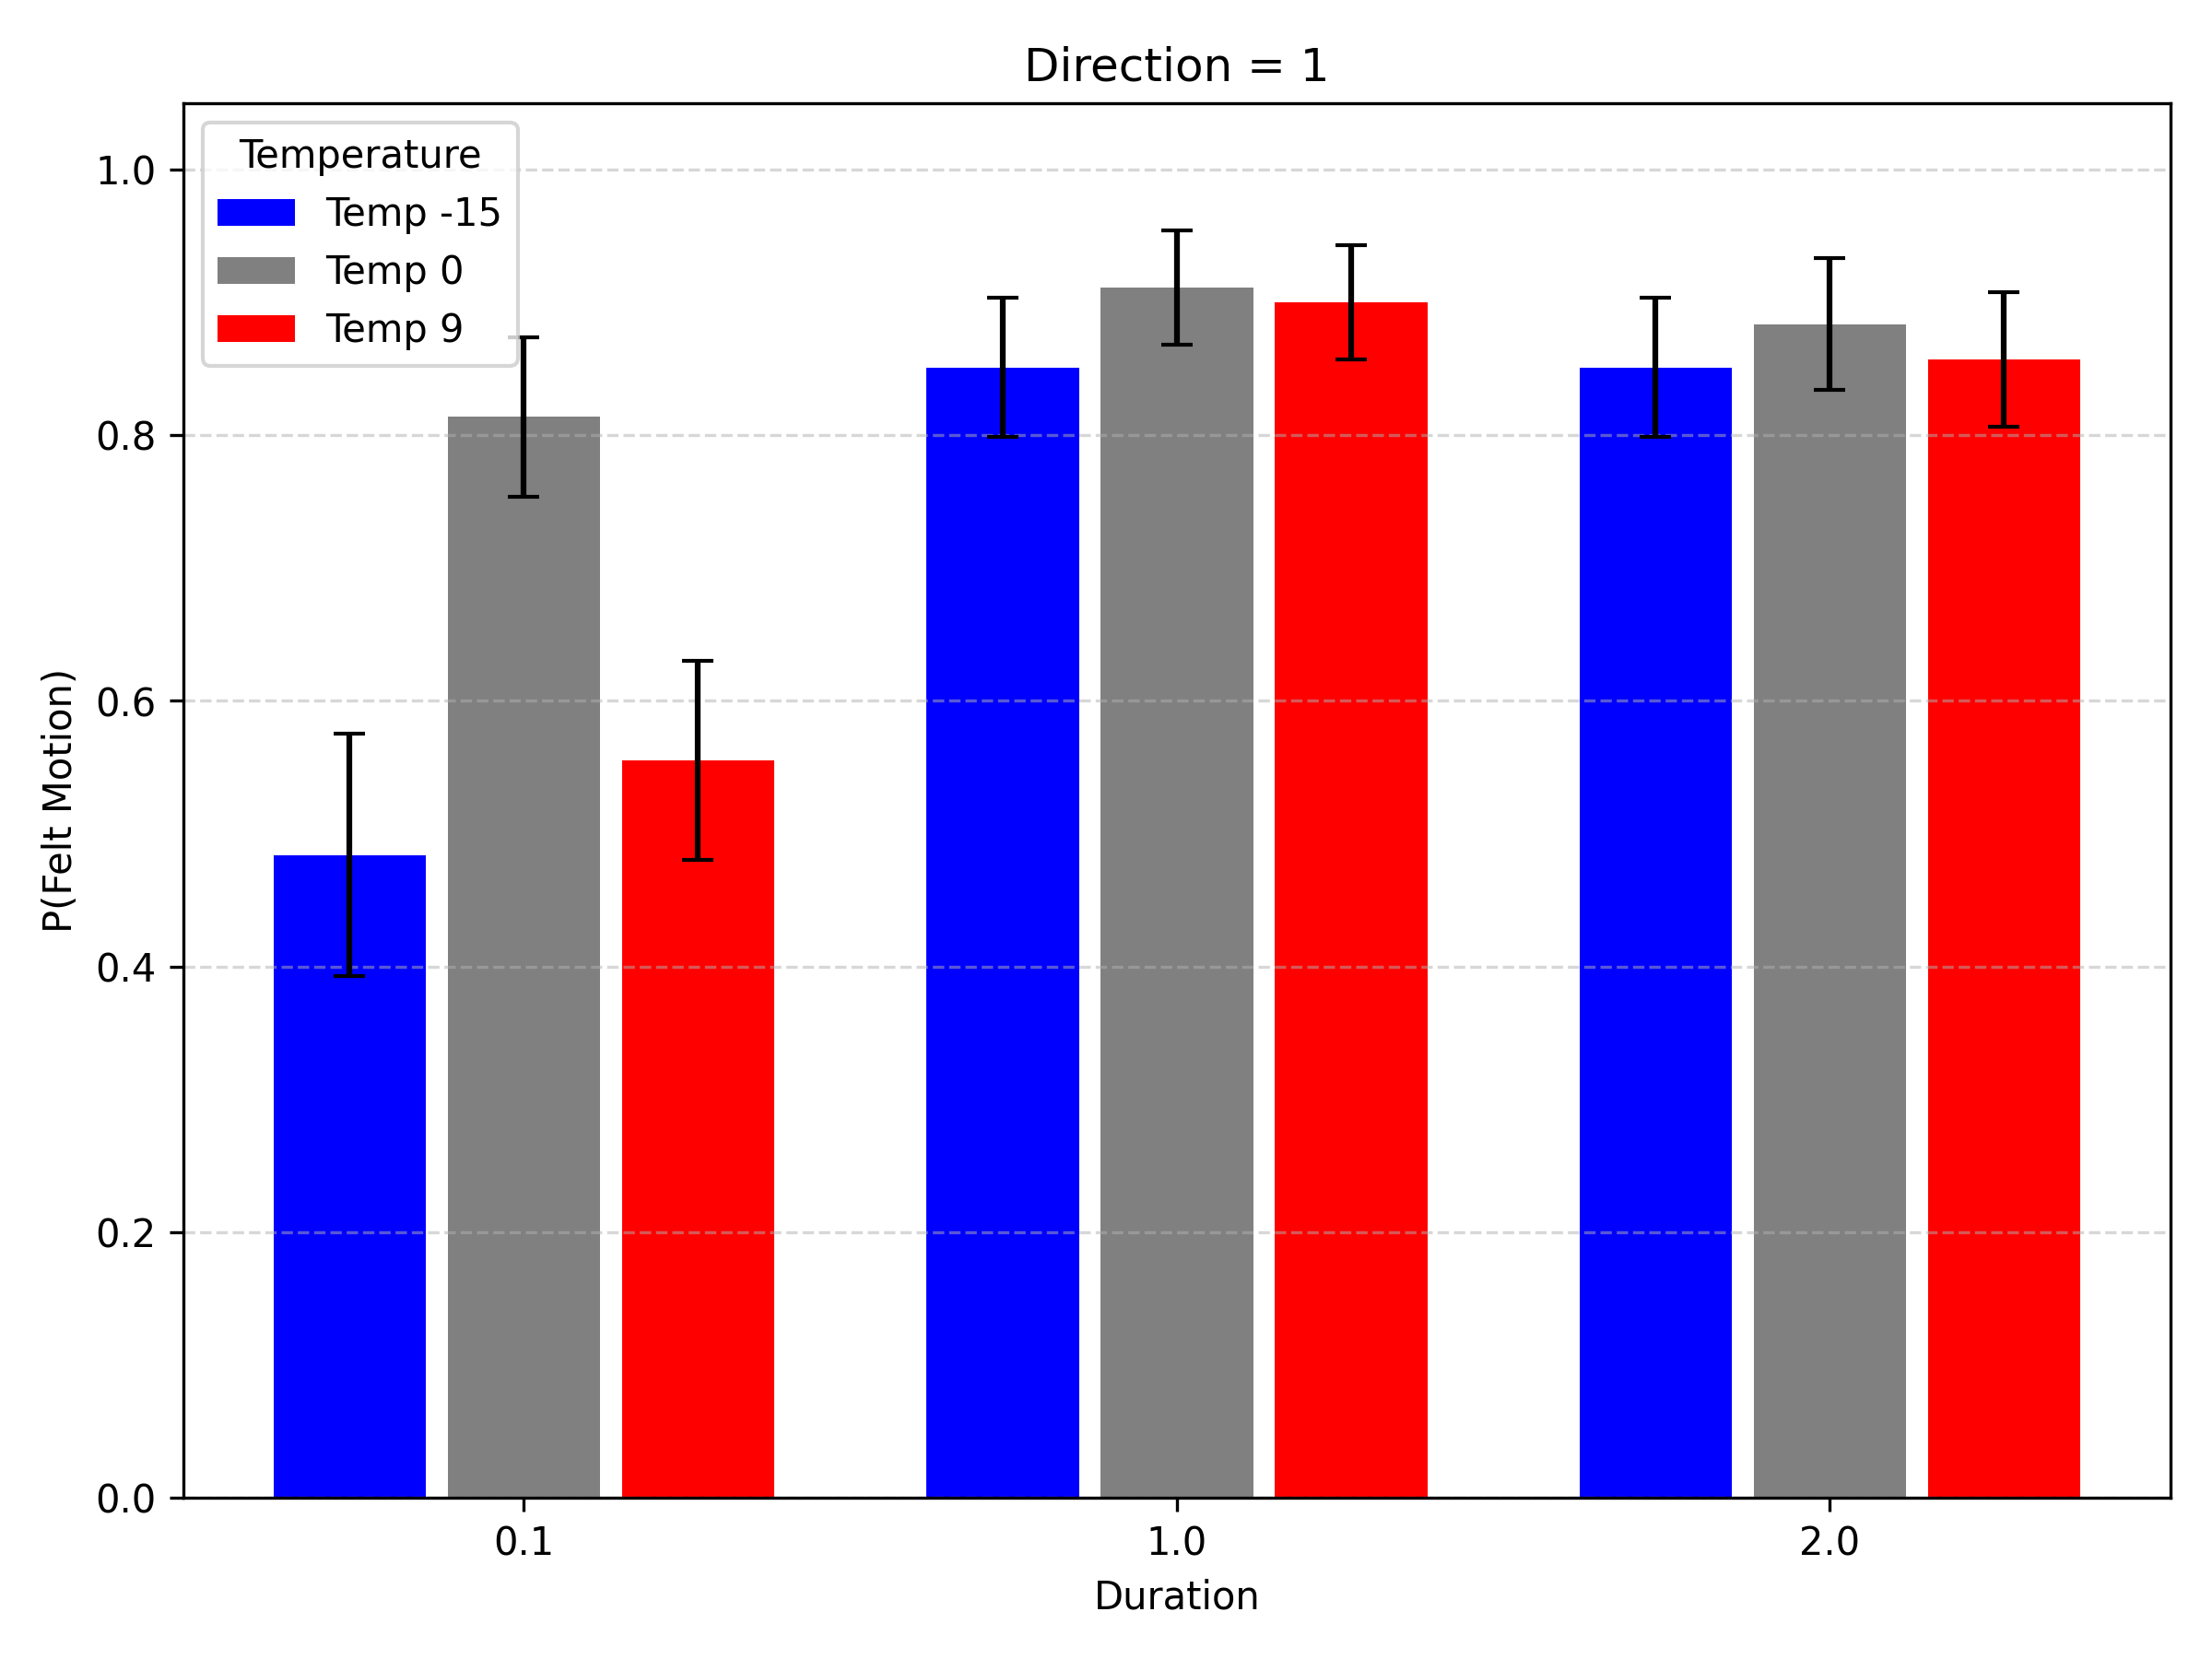 Direction = 1
Temperature
Temp -15
Temp 0
Temp 9
P(Felt Motion)
1.0
0.8
0.6
0.4
0.2
0.0
0.1 1.0 2.0
Duration